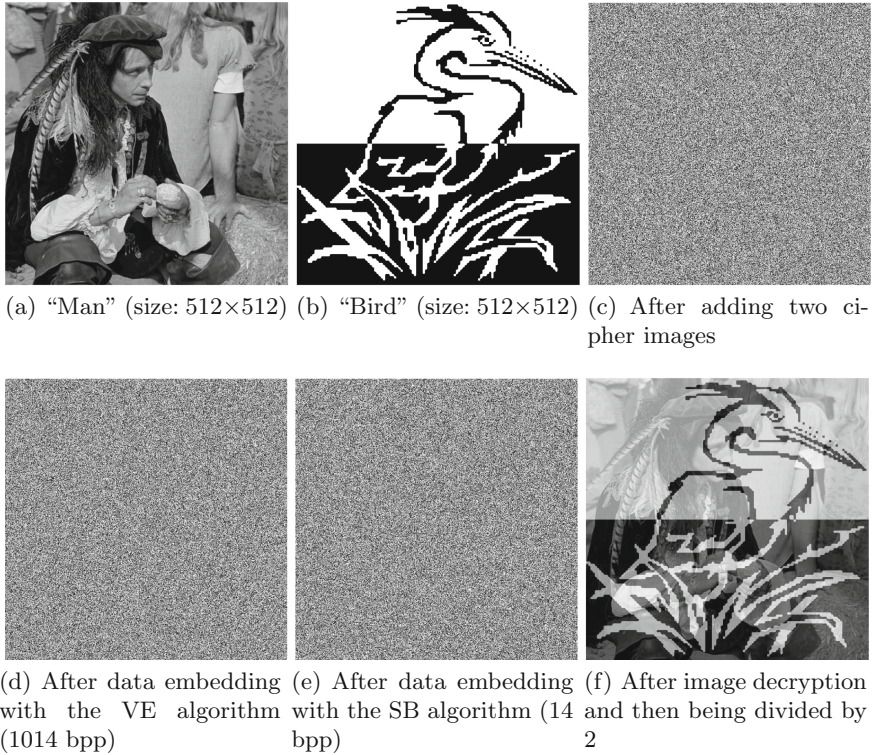 (a) “Man” (size: 512×512)
(b) “Bird” (size: 512×512)
(c) After adding two ci-
pher images
(d) After data embedding
with the VE algorithm
(1014 bpp)
(e) After data embedding
with the SB algorithm (14
bpp)
(f) After image decryption
and then being divided by
2